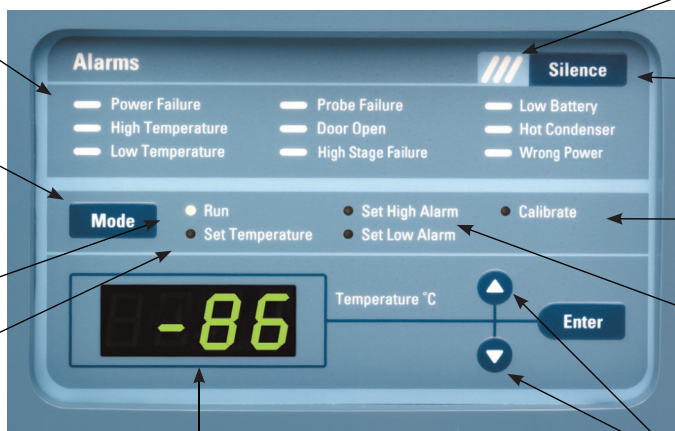 Alarms
Silence
Power Failure
Probe Failure
Low Battery
High Temperature
Door Open
Hot Condenser
Low Temperature
High Stage Failure
Wrong Power
Mode
Run
Set High Alarm
Calibrate
Set Temperature
Set Low Alarm
-86
Temperature °C
Enter